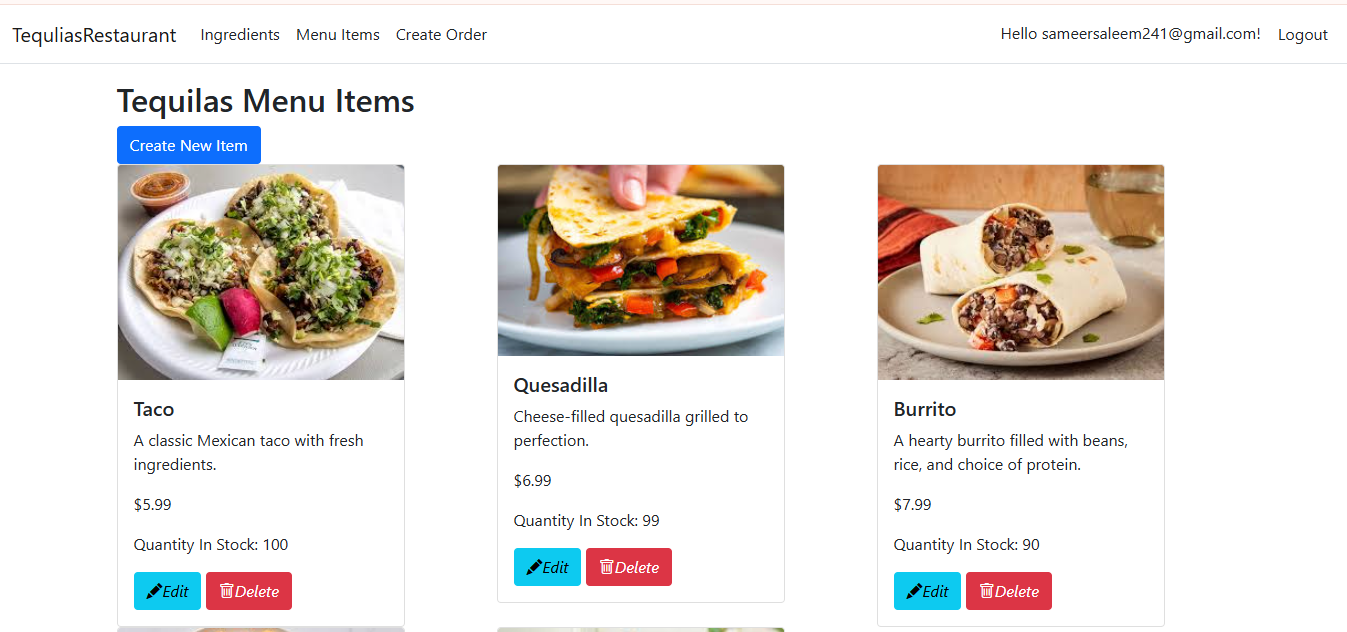 TequliasRestaurant Ingredients Menu Items Create Order Hello sameersaleem241@gmail.com! Logout
Tequilas Menu Items
Create New Item
Taco
A classic Mexican taco with fresh
ingredients.
$5.99
Quantity In Stock: 100
Edit Delete
Quesadilla
Cheese-filled quesadilla grilled to
perfection.
$6.99
Quantity In Stock: 99
Edit Delete
Burrito
A hearty burrito filled with beans,
rice, and choice of protein.
$7.99
Quantity In Stock: 90
Edit Delete